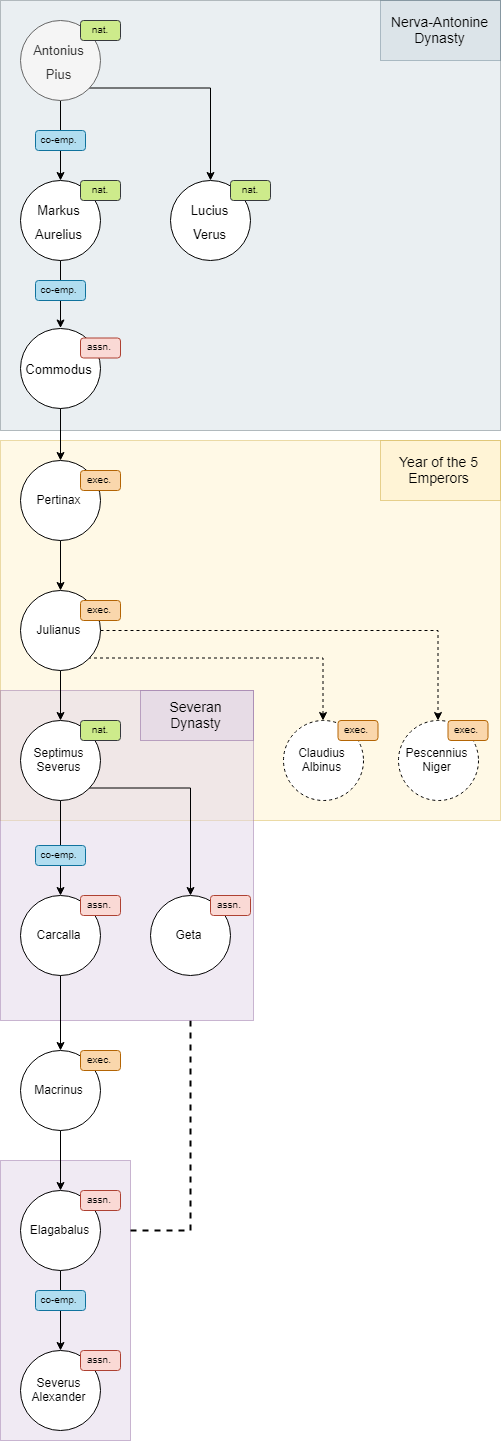 Nerva-Antonine
Dynasty
nat.
Antonius
Pius
co-emp.
nat.
Markus
Aurelius
nat.
Lucius
Verus
co-emp.
assn.
Commodus
Year of the 5
Emperors
exec.
Pertinax
exec.
Julianus
Severan
Dynasty
nat.
Septimus
Severus
exec.
Claudius
Albinus
exec.
Pescennius
Niger
co-emp.
assn.
Carcalla
assn.
Geta
exec.
Macrinus
assn.
Elagabalus
co-emp.
assn.
Severus
Alexander